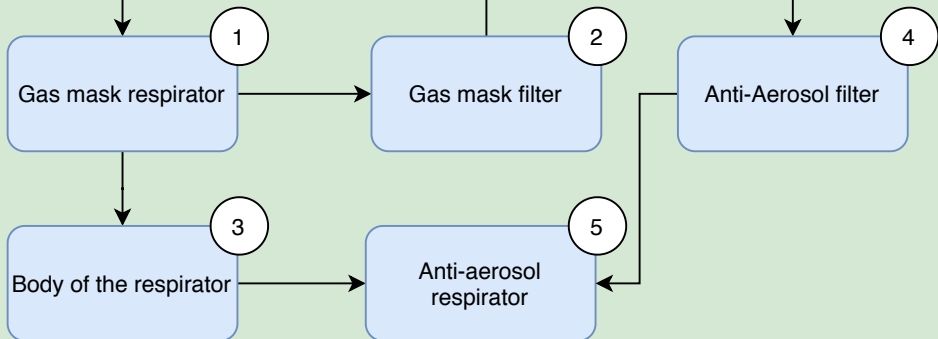 1
Gas mask respirator
2
Gas mask filter
4
Anti-Aerosol filter
3
Body of the respirator
5
Anti-aerosol
respirator